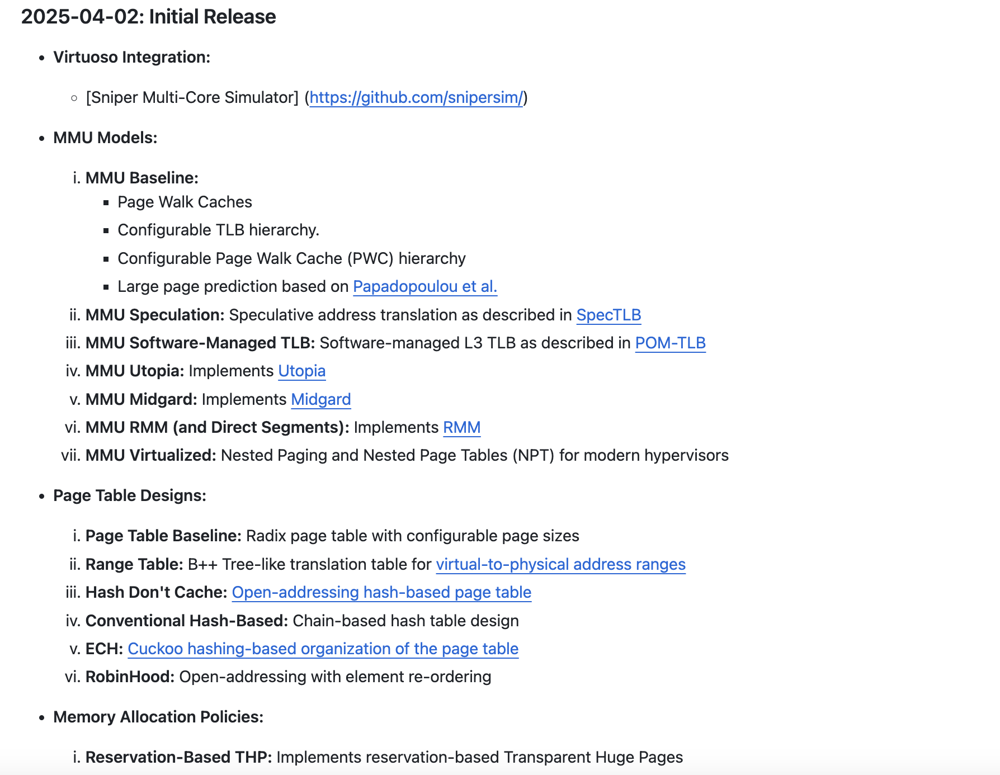 2025-04-02: Initial Release
• Virtuoso Integration:
◦ [Sniper Multi-Core Simulator] (https://github.com/snipersim/)
• MMU Models:
i. MMU Baseline:
▪ Page Walk Caches
▪ Configurable TLB hierarchy.
▪ Configurable Page Walk Cache (PWC) hierarchy
▪ Large page prediction based on Papadopoulou et al.
ii. MMU Speculation: Speculative address translation as described in SpecTLB
iii. MMU Software-Managed TLB: Software-managed L3 TLB as described in POM-TLB
iv. MMU Utopia: Implements Utopia
v. MMU Midgard: Implements Midgard
vi. MMU RMM (and Direct Segments): Implements RMM
vii. MMU Virtualized: Nested Paging and Nested Page Tables (NPT) for modern hypervisors
• Page Table Designs:
i. Page Table Baseline: Radix page table with configurable page sizes
ii. Range Table: B++ Tree-like translation table for virtual-to-physical address ranges
iii. Hash Don't Cache: Open-addressing hash-based page table
iv. Conventional Hash-Based: Chain-based hash table design
v. ECH: Cuckoo hashing-based organization of the page table
vi. RobinHood: Open-addressing with element re-ordering
• Memory Allocation Policies:
i. Reservation-Based THP: Implements reservation-based Transparent Huge Pages